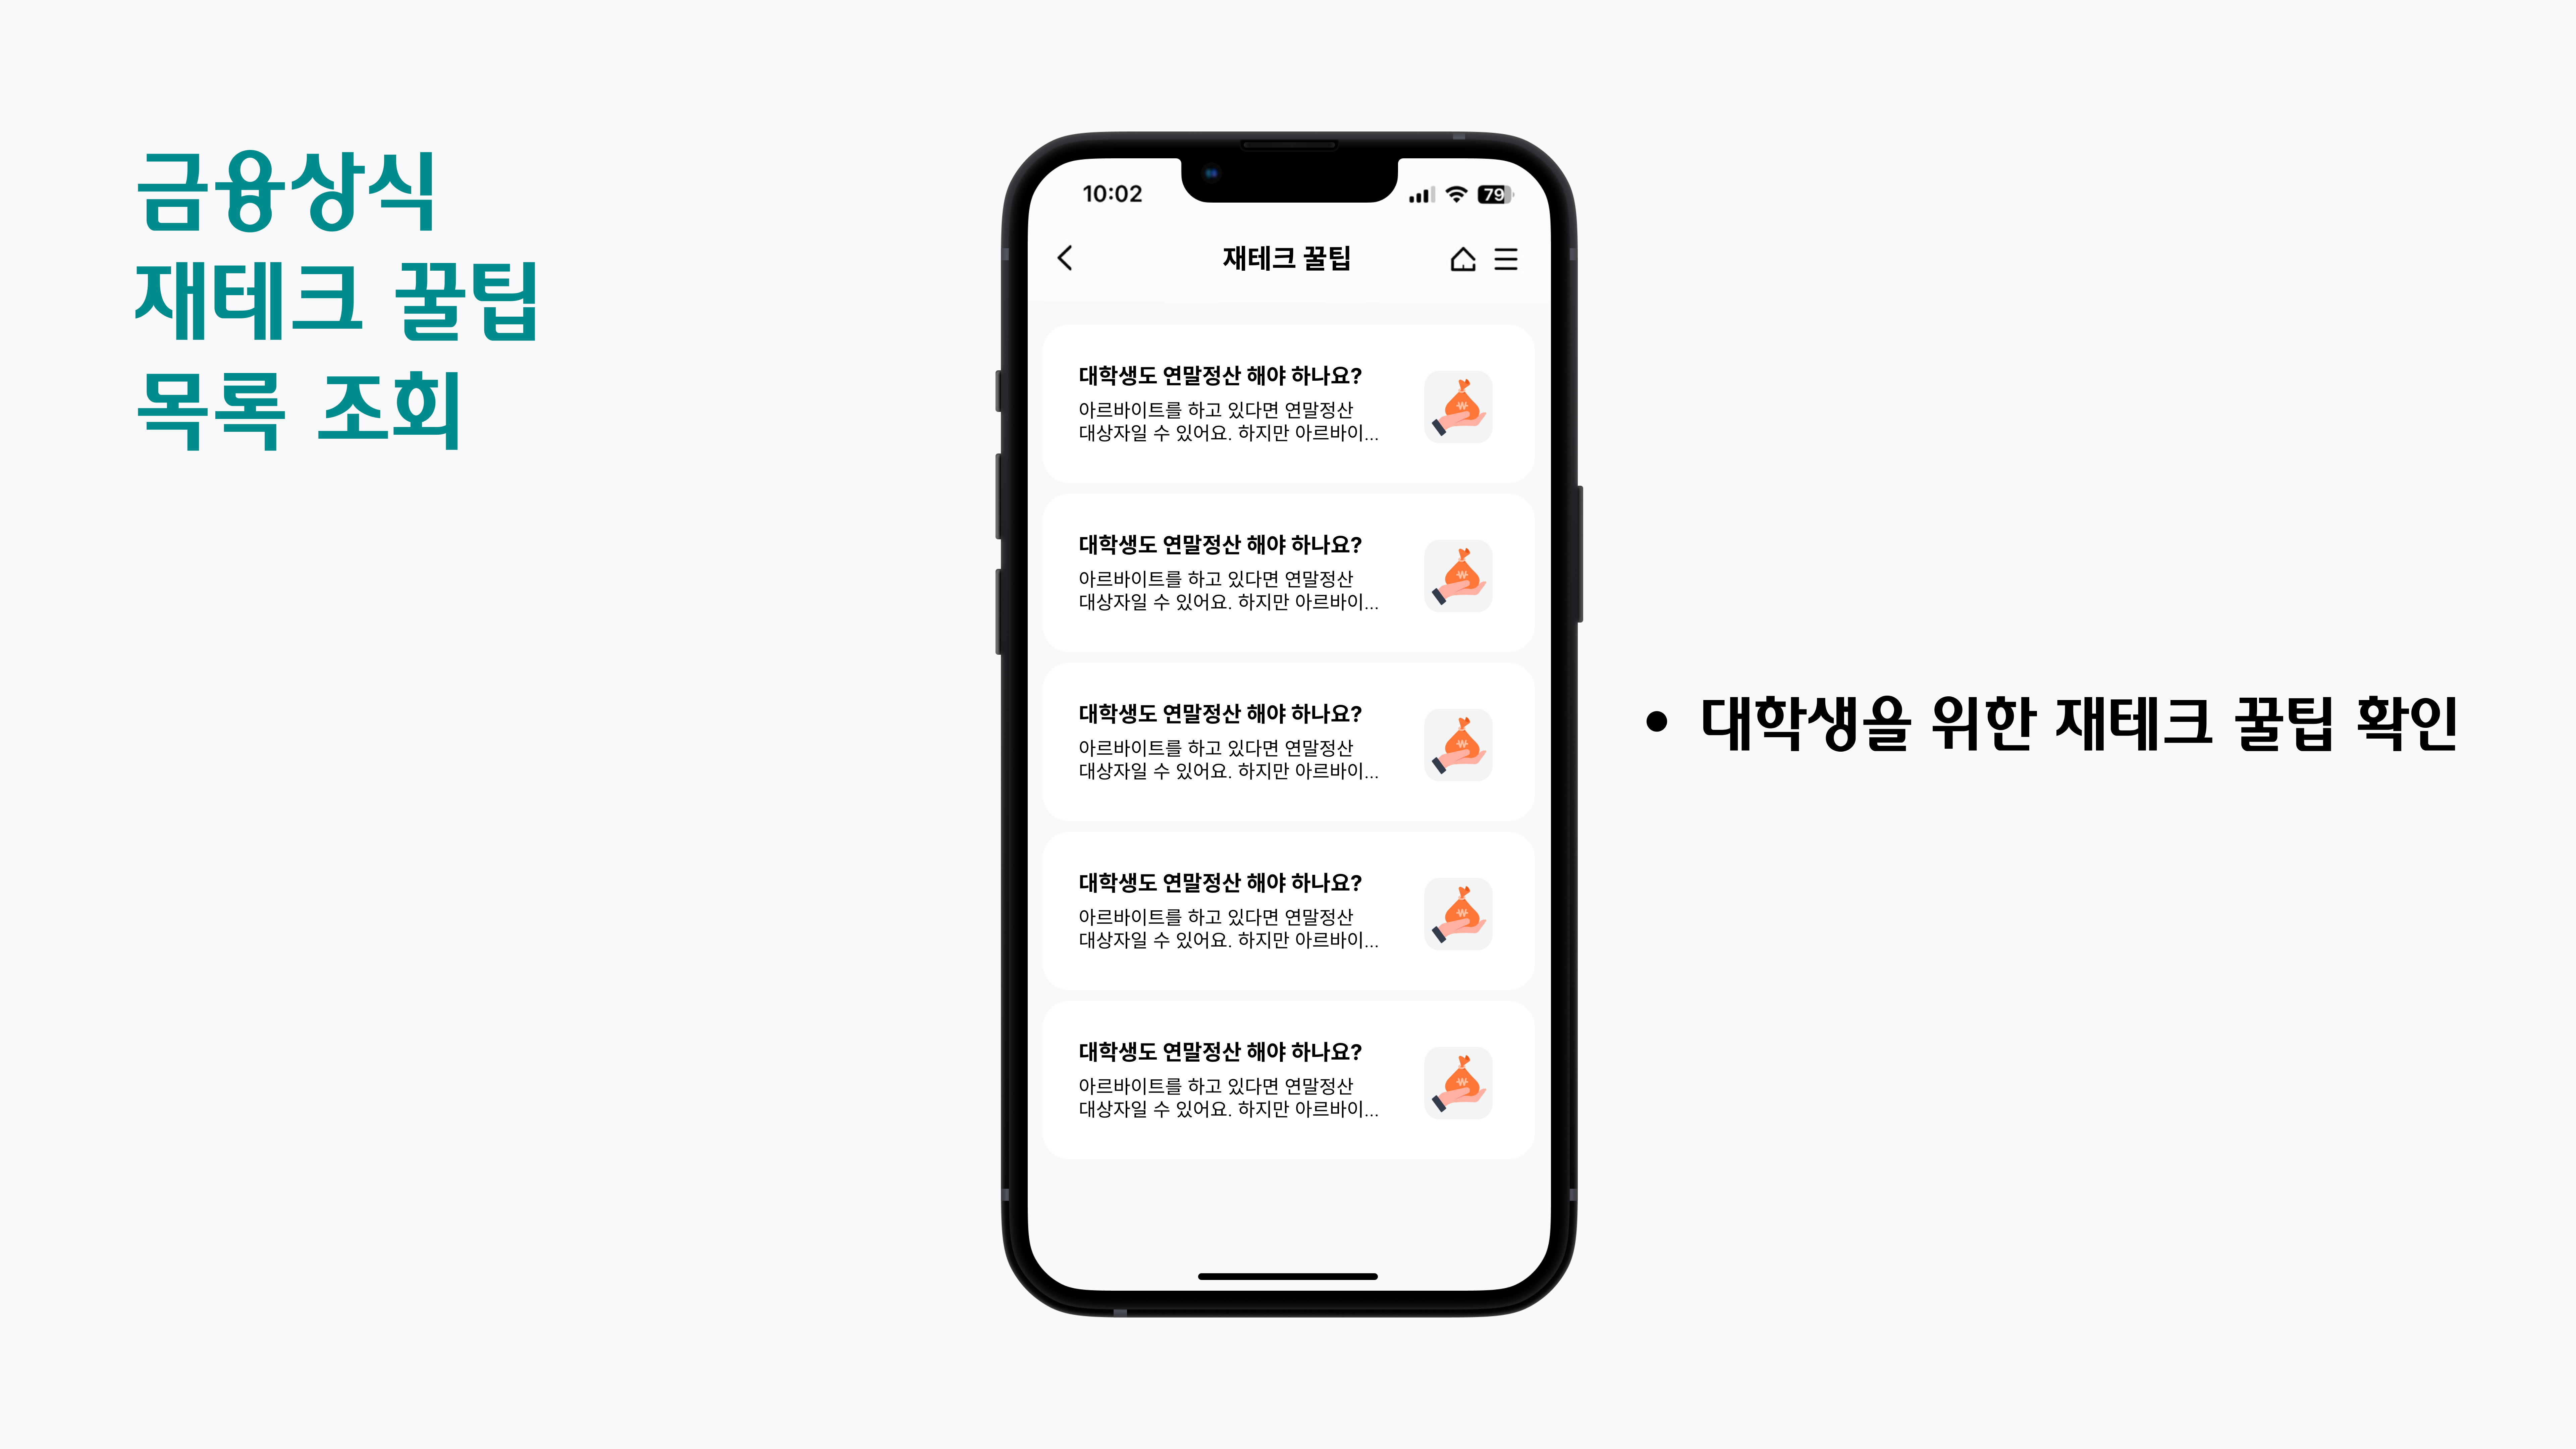 금융상식
재테크 꿀팁
목록 조회
10:02
79
재테크 꿀팁
대학생도 연말정산 해야 하나요?
아르바이트를 하고 있다면 연말정산
대상자일 수 있어요. 하지만 아르바이...
대학생도 연말정산 해야 하나요?
아르바이트를 하고 있다면 연말정산
대상자일 수 있어요. 하지만 아르바이...
대학생도 연말정산 해야 하나요?
아르바이트를 하고 있다면 연말정산
대상자일 수 있어요. 하지만 아르바이...
대학생도 연말정산 해야 하나요?
아르바이트를 하고 있다면 연말정산
대상자일 수 있어요. 하지만 아르바이...
대학생도 연말정산 해야 하나요?
아르바이트를 하고 있다면 연말정산
대상자일 수 있어요. 하지만 아르바이...
• 대학생을 위한 재테크 꿀팁 확인